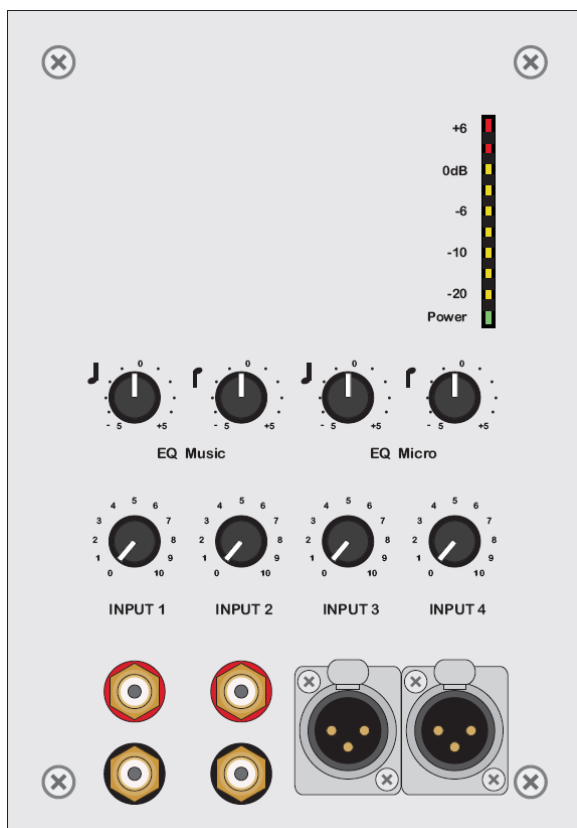 +6
0dB
-6
-10
-20
Power
0 0 0 0
- 5 +5 - 5 +5 - 5 +5 - 5 +5
EQ Music EQ Micro
5 5 5 5
4 6 4 6 4 6 4 6
3 7 3 7 3 7 3 7
2 8 2 8 2 8 2 8
1 9 1 9 1 9 1 9
0 10 0 10 0 10 0 10
INPUT 1 INPUT 2 INPUT 3 INPUT 4